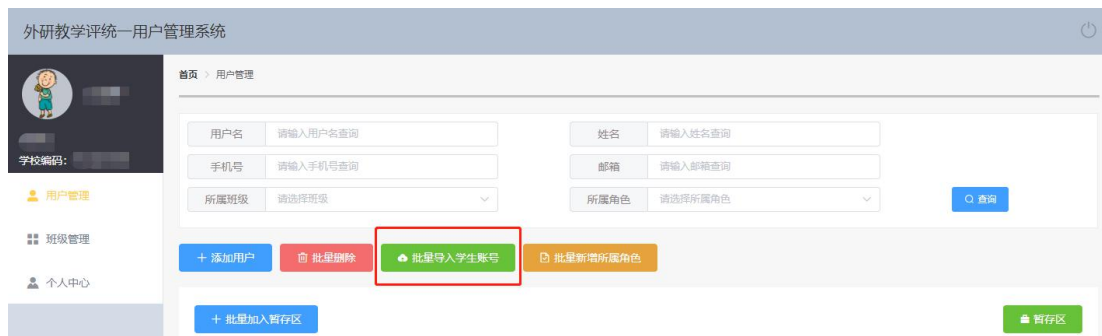 外研教学评统一用户管理系统
首页 > 用户管理
用户名 请输入用户名查询 姓名 请输入姓名查询
学校编码：
手机号 请输入手机号查询 邮箱 请输入邮箱查询
用户管理
所属班级 请选择班级 所属角色 请选择所属角色 查询
班级管理
+ 添加用户 批量删除 批量导入学生账号 批量新增所属角色
个人中心
+ 批量加入暂存区 暂存区